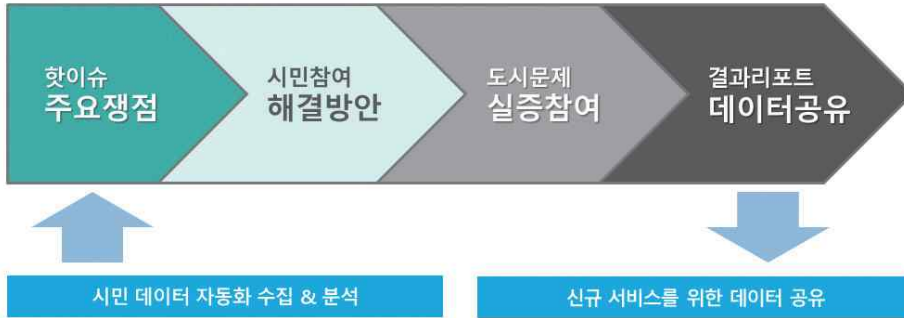 핫이슈
주요쟁점
시민참여
해결방안
도시문제
실증참여
결과리포트
데이터공유
시민 데이터 자동화 수집 & 분석
신규 서비스를 위한 데이터 공유